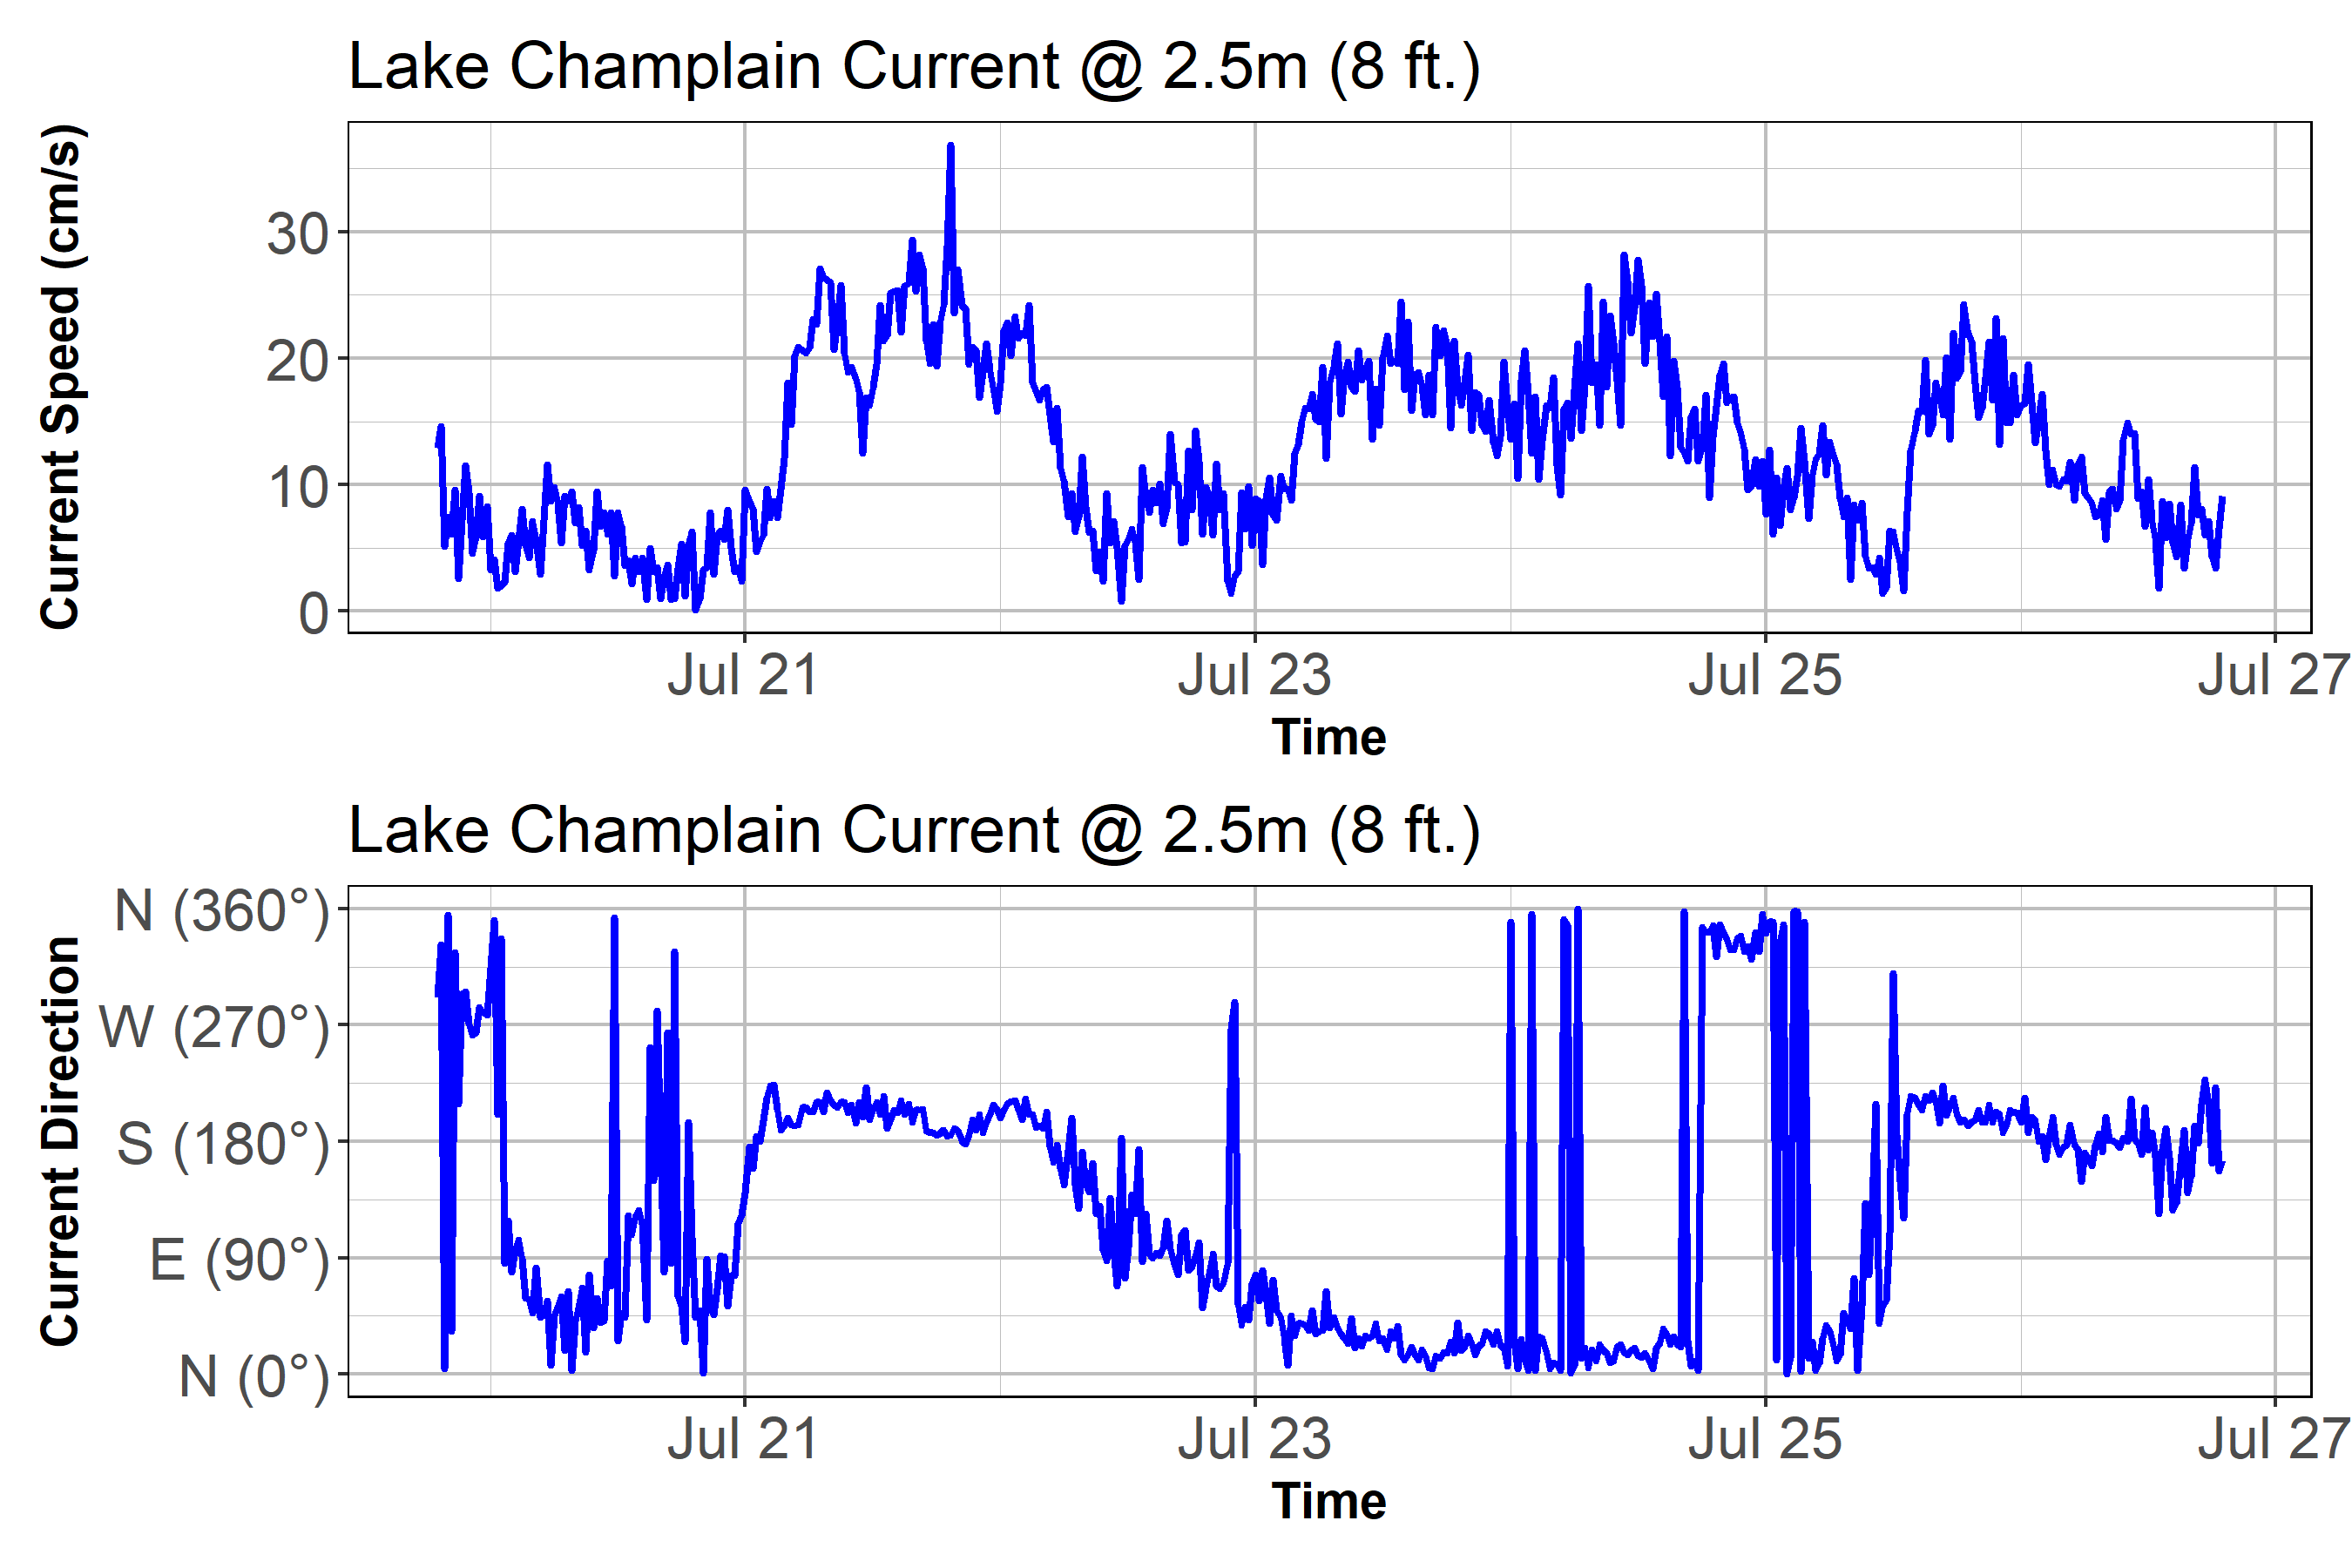 Lake Champlain Current @ 2.5m (8 ft.)
Current Speed (cm/s)
30
20
10
0
Jul 21 Jul 23 Jul 25 Jul 27
Time
Lake Champlain Current @ 2.5m (8 ft.)
Current Direction
N (360°)
W (270°)
S (180°)
E (90°)
N (0°)
Jul 21 Jul 23 Jul 25 Jul 27
Time